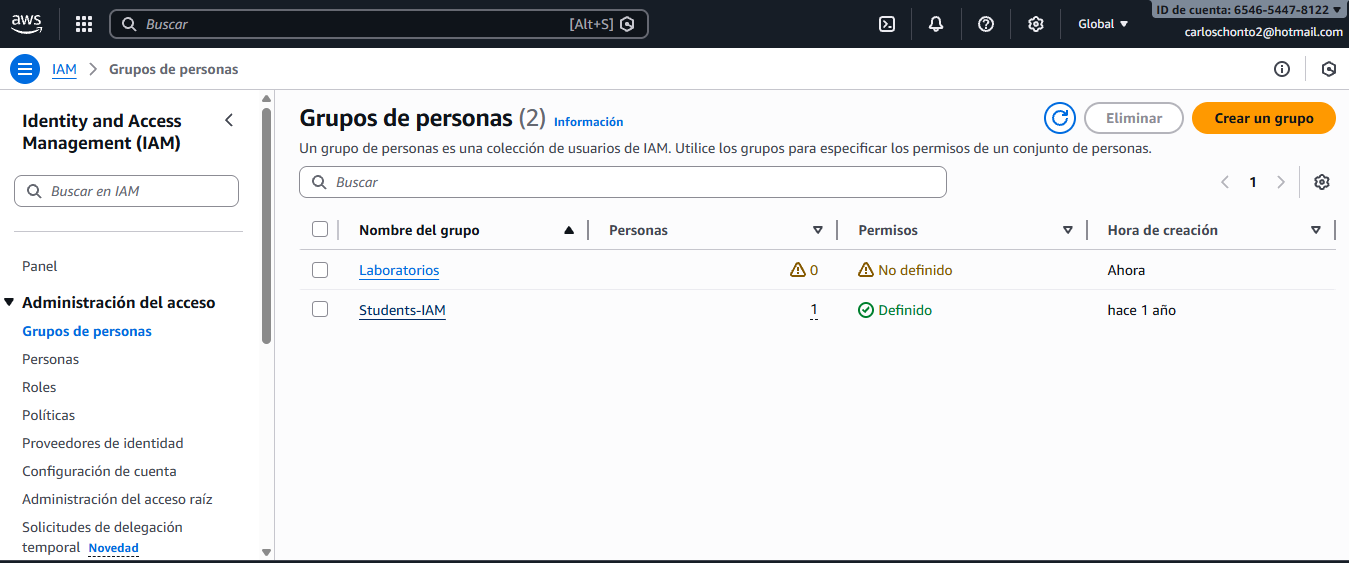 aws
Buscar [Alt+S]
Global
ID de cuenta: 6546-5447-8122
carloschonto2@hotmail.com
IAM Grupos de personas
Identity and Access
Management (IAM)
Buscar en IAM
Panel
Administración del acceso
Grupos de personas
Personas
Roles
Políticas
Proveedores de identidad
Configuración de cuenta
Administración del acceso raíz
Solicitudes de delegación
temporal Novedad
Grupos de personas (2) Información
Eliminar
Crear un grupo
Un grupo de personas es una colección de usuarios de IAM. Utilice los grupos para especificar los permisos de un conjunto de personas.
Buscar
1
Nombre del grupo Personas Permisos Hora de creación
Laboratorios 0 No definido Ahora
Students-IAM 1 Definido hace 1 año